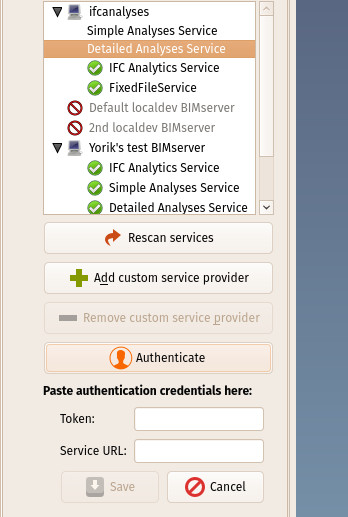 ifcanalyses
Simple Analyses Service
Detailed Analyses Service
IFC Analytics Service
FixedFileService
Default localdev BIMserver
2nd localdev BIMserver
Yorik's test BIMserver
IFC Analytics Service
Simple Analyses Service
Detailed Analyses Service
Rescan services
Add custom service provider
Remove custom service provider
Authenticate
Paste authentication credentials here:
Token:
Service URL:
Save Cancel